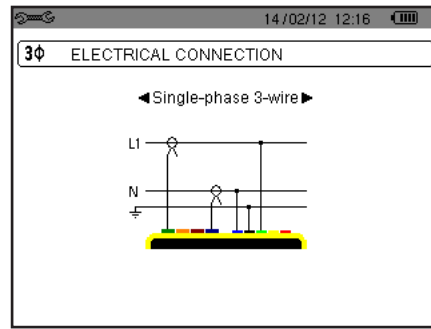 14/02/12 12:16
3Φ ELECTRICAL CONNECTION
◄Single-phase 3-wire►
L1
N